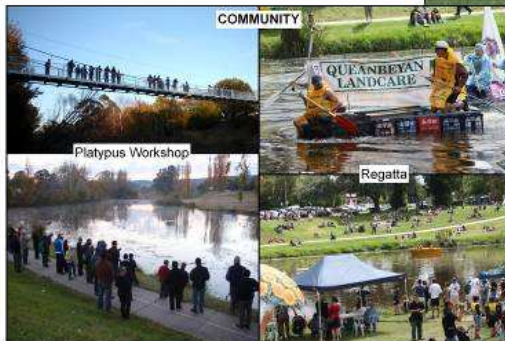 COMMUNITY
QUEANBEYAN
LANDCARE
Platypus Workshop
Regatta